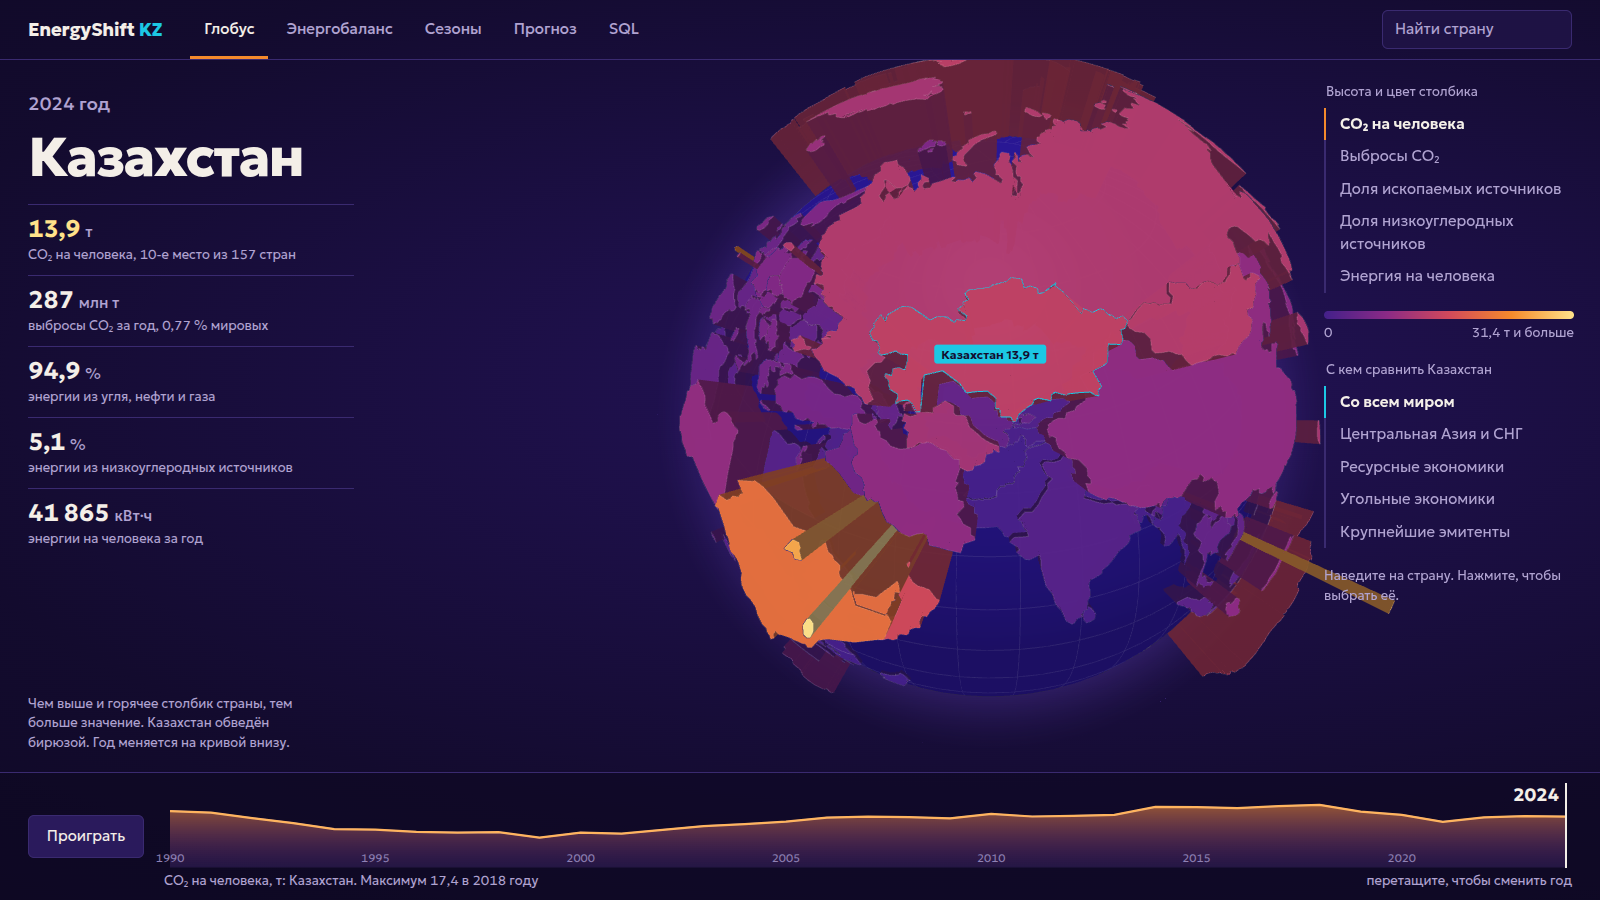 EnergyShift KZ
Глобус
Энергобаланс
Сезоны
Прогноз
SQL
Найти страну
2024 год
Казахстан
13,9 т
CO₂ на человека, 10-е место из 157 стран
287 млн т
выбросы CO₂ за год, 0,77 % мировых
94,9 %
энергии из угля, нефти и газа
5,1 %
энергии из низкоуглеродных источников
41 865 кВт·ч
энергии на человека за год
Чем выше и горячее столбик страны, тем
больше значение. Казахстан обведён
бирюзой. Год меняется на кривой внизу.
Казахстан 13,9 т
Высота и цвет столбика
CO₂ на человека
Выбросы CO₂
Доля ископаемых источников
Доля низкоуглеродных
источников
Энергия на человека
0
31,4 т и больше
С кем сравнить Казахстан
Со всем миром
Центральная Азия и СНГ
Ресурсные экономики
Угольные экономики
Крупнейшие эмитенты
Наведите на страну. Нажмите, чтобы
выбрать её.
Проиграть
2024
1990
1995
2000
2005
2010
2015
2020
CO₂ на человека, т: Казахстан. Максимум 17,4 в 2018 году
перетащите, чтобы сменить год